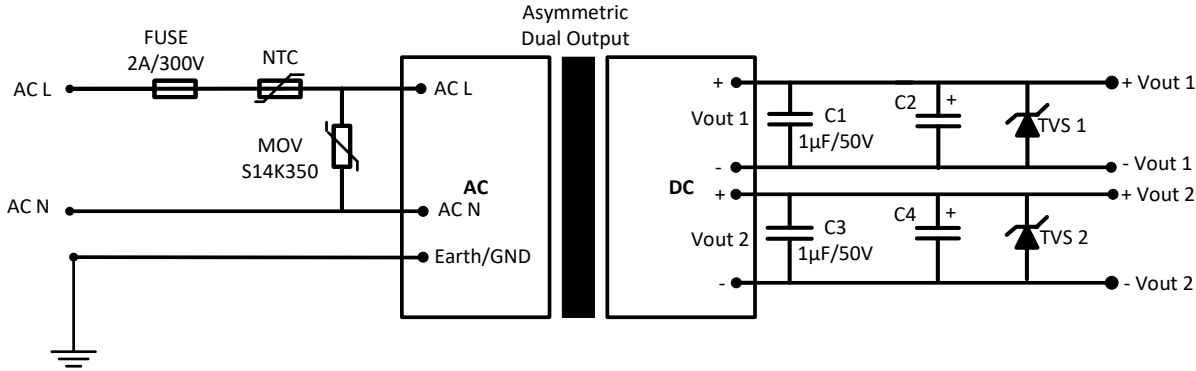 Asymmetric
Dual Output
FUSE
2A/300V
NTC
AC L
AC L
MOV
S14K350
AC
AC N
AC N
Earth/GND
DC
+
Vout 1
-
C1
1µF/50V
C2
+
TVS 1
+ Vout 1
- Vout 1
+
Vout 2
-
C3
1µF/50V
C4
+
TVS 2
+ Vout 2
- Vout 2